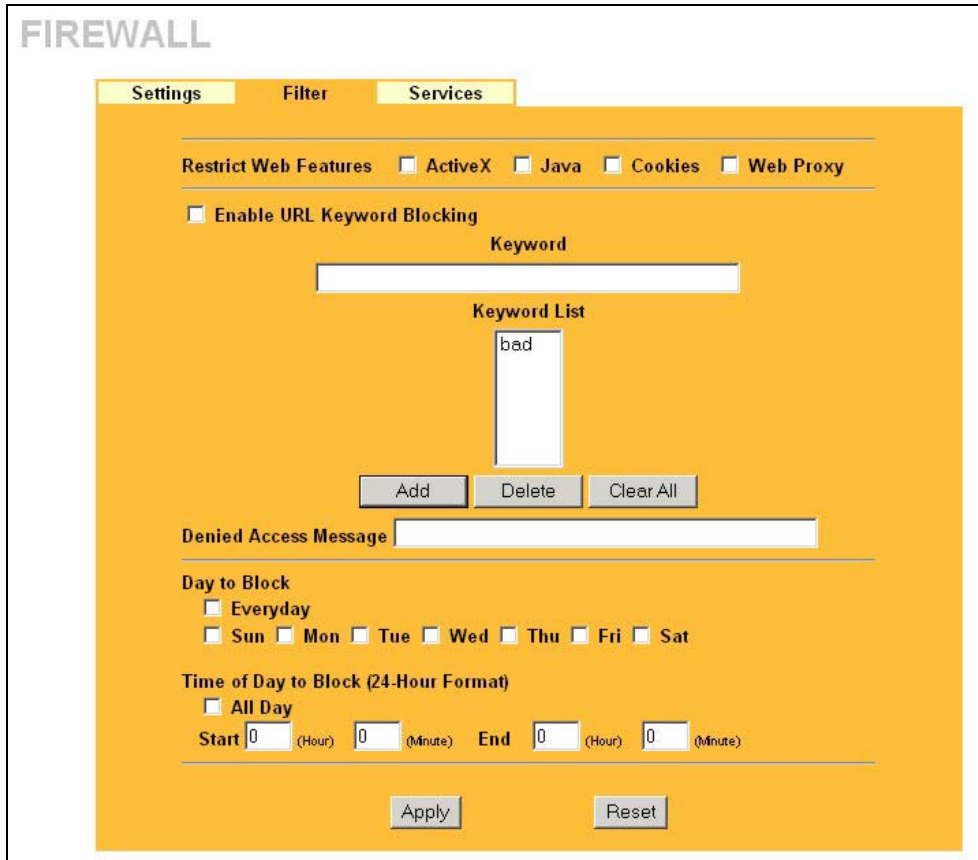 FIREWALL
Settings Filter Services
Restrict Web Features ActiveX Java Cookies Web Proxy
Enable URL Keyword Blocking
Keyword
Keyword List
bad
Add Delete Clear All
Denied Access Message
Day to Block
Everyday
Sun Mon Tue Wed Thu Fri Sat
Time of Day to Block (24-Hour Format)
All Day
Start 0 (Hour) 0 (Minute) End 0 (Hour) 0 (Minute)
Apply Reset